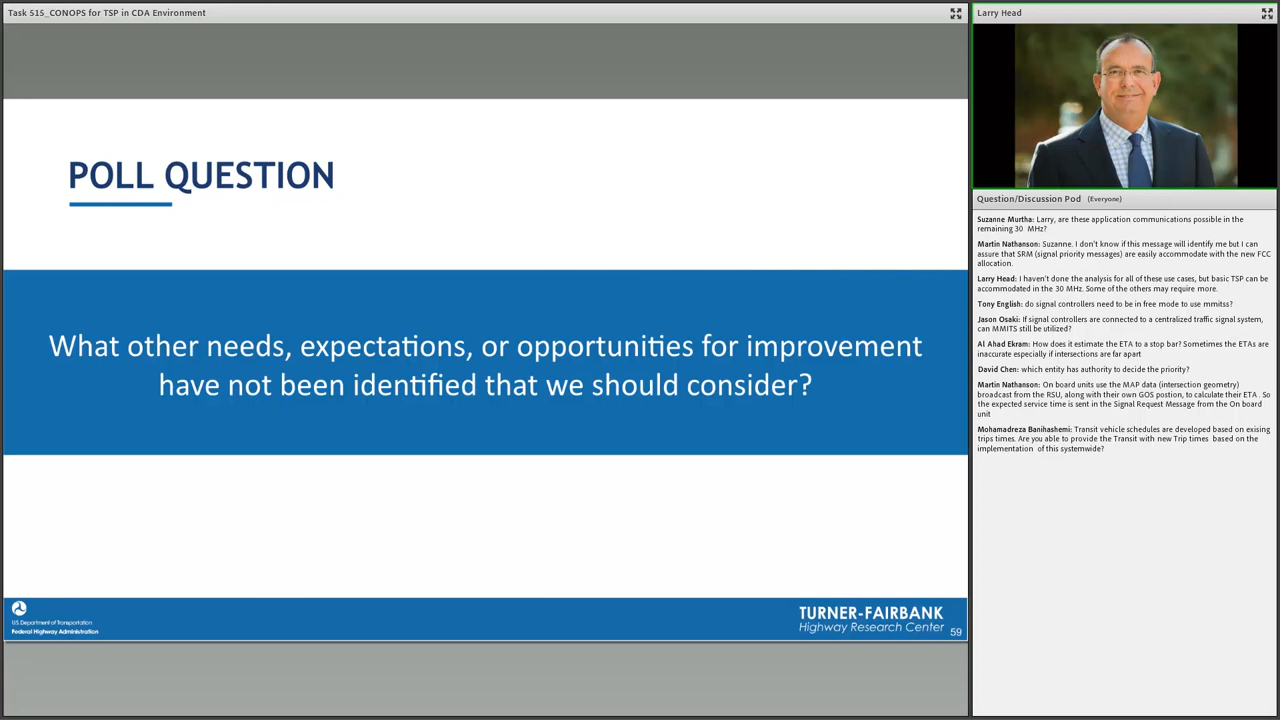 Task 515_CONOPS for TSP in CDA Environment
POLL QUESTION
What other needs, expectations, or opportunities for improvement
have not been identified that we should consider?
U.S. Department of Transportation
Federal Highway Administration
TURNER-FAIRBANK
Highway Research Center
59
Larry Head
Question/Discussion Pod (Everyone)
Suzanne Murtha: Larry, are these application communications possible in the
remaining 30 MHz?
Martin Nathanson: Suzanne. I don't know if this message will identify me but I can
assure that SRM (signal priority messages) are easily accommodate with the new FCC
allocation.
Larry Head: I haven't done the analysis for all of these use cases, but basic TSP can be
accommodated in the 30 MHz. Some of the others may require more.
Tony English: do signal controllers need to be in free mode to use mmitss?
Jason Osaki: If signal controllers are connected to a centralized traffic signal system,
can MMITS still be utilized?
Al Ahad Ekram: How does it estimate the ETA to a stop bar? Sometimes the ETAs are
inaccurate especially if intersections are far apart
David Chen: which entity has authority to decide the priority?
Martin Nathanson: On board units use the MAP data (intersection geometry)
broadcast from the RSU, along with their own GOS postion, to calculate their ETA . So
the expected service time is sent in the Signal Request Message from the On board
unit
Mohamadreza Banihashemi: Transit vehicle schedules are developed based on exising
trips times. Are you able to provide the Transit with new Trip times based on the
implementation of this systemwide?